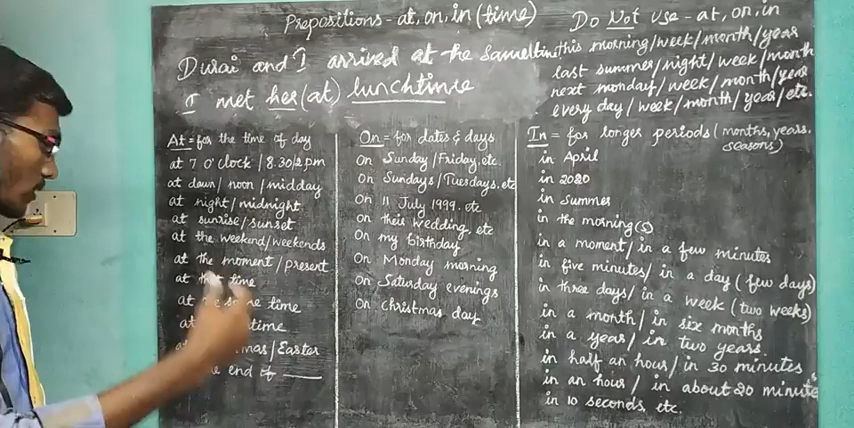 Prepositions - at, on, in (time)
Durai and I arrived at the same time
I met her (at) lunchtime
Do Not use - at, on, in
this morning/week/month/year
last summer/night/week/month
next monday/week/month/year
every day/week/month/year/etc.
At = for the time of day
at 7 O'clock / 8.30/2pm
at dawn/noon/midday
at night/midnight
at sunrise/sunset
at the weekend/weekends
at the moment/present
at that time
at the same time
at time
at mas/Easter
end of ____
On = for dates & days
on Sunday/Friday, etc.
on Sundays/Tuesdays, etc
on 11 July 1999. etc
on their wedding, etc
on my birthday
on Monday morning
on Saturday evenings
on christmas day
In = for longer periods (months, years, seasons)
in April
in 2020
in summer
in the morning(s)
in a moment/in a few minutes
in five minutes/in a day (few days)
in three days/in a week (two weeks)
in a month/in six months
in a year/in two years.
in half an hour/in 30 minutes
in an hour/in about 20 minutes
in 10 seconds, etc.